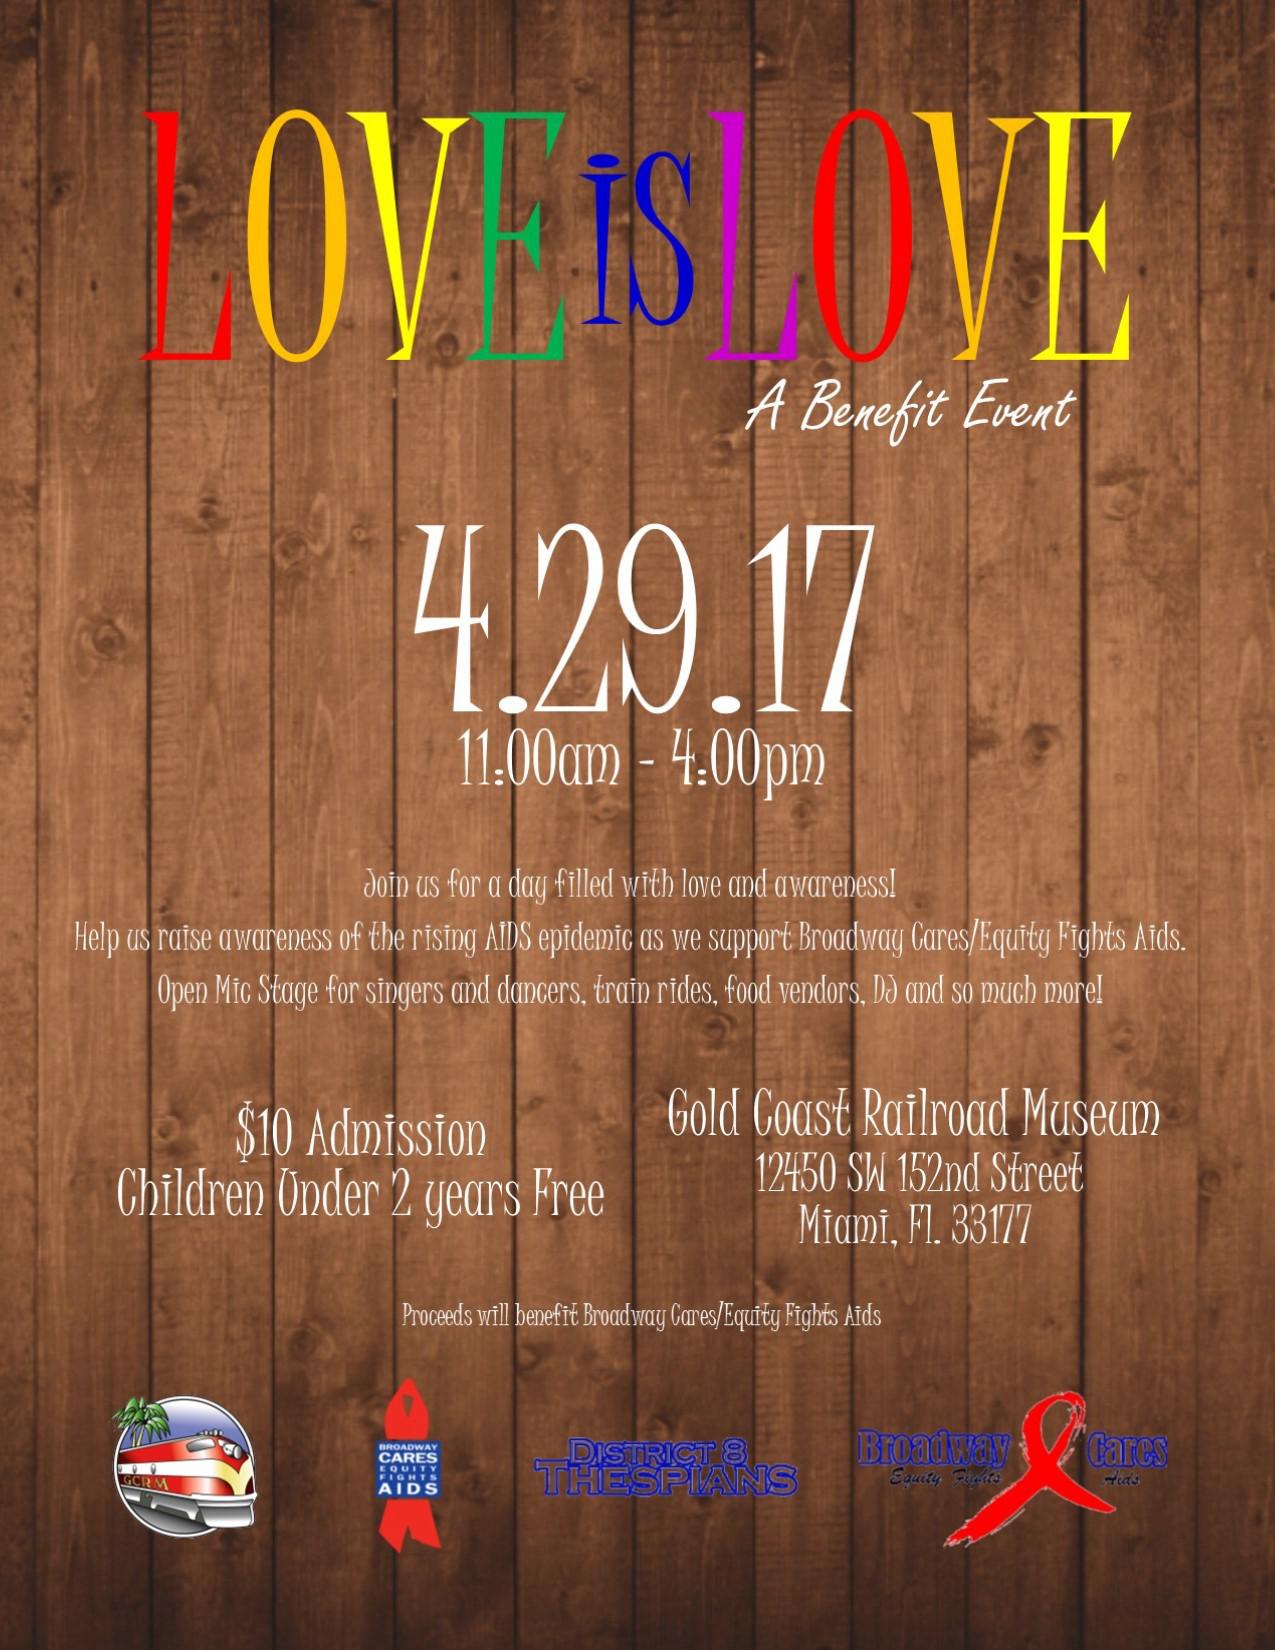 LOVE iS LOVE
A Benefit Event
4.29.17
11:00am - 4:00pm
Join us for a day filled with love and awareness!
Help us raise awareness of the rising AIDS epidemic as we support Broadway Cares/Equity Fights Aids.
Open Mic Stage for singers and dancers, train rides, food vendors, DJ and so much more!
$10 Admission
Children Under 2 years Free
Gold Coast Railroad Museum
12450 SW 152nd Street
Miami, Fl. 33177
Proceeds will benefit Broadway Cares/Equity Fights Aids
GCRM
BROADWAY
CARES
EQUITY
FIGHTS
AIDS
DISTRICT 8
THESPIANS
Broadway Cares
Equity Fights Aids